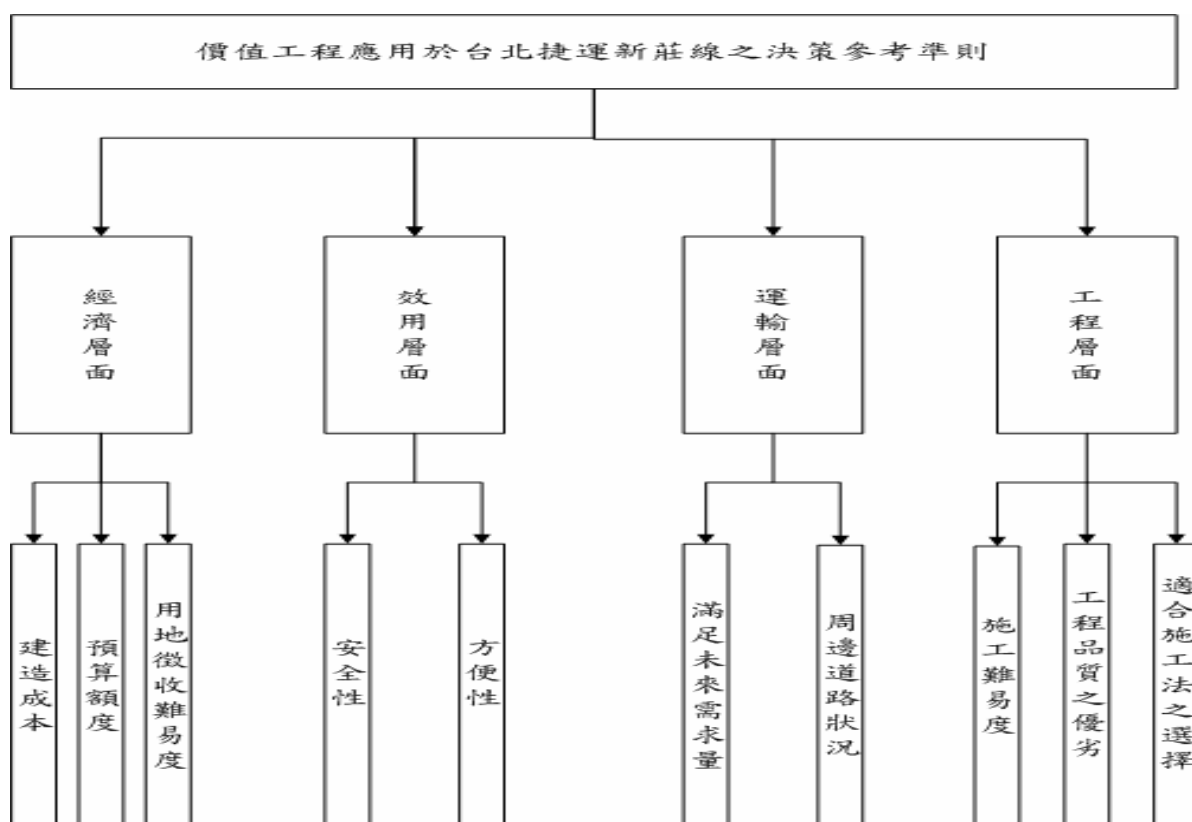 價值工程應用於台北捷運新莊線之決策參考準則
經濟層面
效用層面
運輸層面
工程層面
建造成本
預算額度
用地徵收難易度
安全性
方便性
滿足未來需求量
周邊道路狀況
施工難易度
工程品質之優劣
適合施工法之選擇